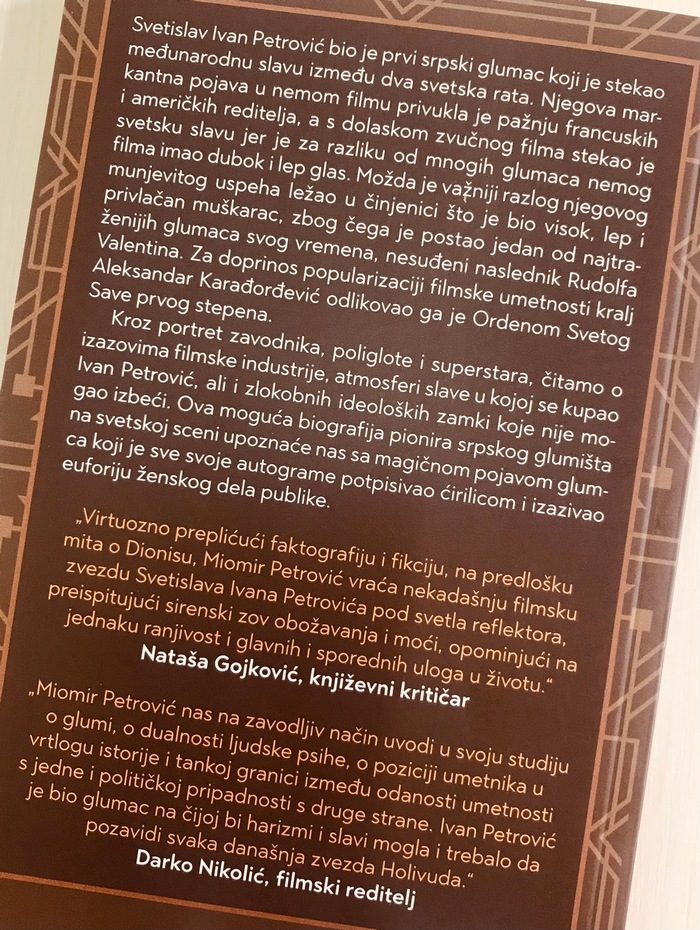 Svetislav Ivan Petrović bio je prvi srpski glumac koji je stekao
međunarodnu slavu između dva svetska rata. Njegova mar-
kantna pojava u nemom filmu privukla je pažnju francuskih
i američkih reditelja, a s dolaskom zvučnog filma stekao je
svetsku slavu jer je za razliku od mnogih glumaca nemog
filma imao dubok i lep glas. Možda je važniji razlog njegovog
munjevitog uspeha ležao u činjenici što je bio visok, lep i
privlačan muškarac, zbog čega je postao jedan od najtra-
ženijih glumaca svog vremena, nesuđeni naslednik Rudolfa
Valentina. Za doprinos popularizaciji filmske umetnosti kralj
Aleksandar Karađorđević odlikovao ga je Ordenom Svetog
Save prvog stepena.
Kroz portret zavodnika, poliglote i superstara, čitamo o
izazovima filmske industrije, atmosferi slave u kojoj se kupao
Ivan Petrović, ali i zlokobnih ideoloških zamki koje nije mo-
gao izbeći. Ova moguća biografija pionira srpskog glumišta
na svetskoj sceni upoznaće nas sa magičnom pojavom glum-
ca koji je sve svoje autograme potpisivao ćirilicom i izazivao
euforiju ženskog dela publike.
„Virtuozno preplićući faktografiju i fikciju, na predlošku
mita o Dionisu, Miomir Petrović vraća nekadašnju filmsku
zvezdu Svetislava Ivana Petrovića pod svetla reflektora,
preispitujući sirenski zov obožavanja i moći, opominjući na
jednaku ranjivost i glavnih i sporednih uloga u životu.“
Nataša Gojković, književni kritičar
„Miomir Petrović nas na zavodljiv način uvodi u svoju studiju
o glumi, o dualnosti ljudske psihe, o poziciji umetnika u
vrtlogu istorije i tankoj granici između odanosti umetnosti
s jedne i političkoj pripadnosti s druge strane. Ivan Petrović
je bio glumac na čijoj bi harizmi i slavi mogla i trebalo da
pozavidi svaka današnja zvezda Holivuda.“
Darko Nikolić, filmski reditelj